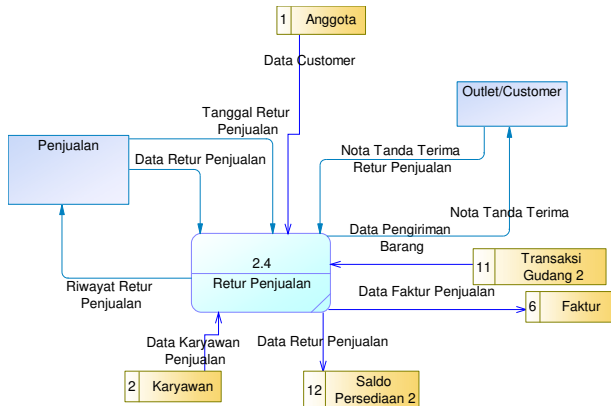 1 Anggota
Data Customer
Outlet/Customer
Tanggal Retur
Penjualan
Penjualan
Data Retur Penjualan
Nota Tanda Terima
Retur Penjualan
Nota Tanda Terima
Data Pengiriman
Barang
2.4
Retur Penjualan
11 Transaksi
Gudang 2
Riwayat Retur
Penjualan
Data Faktur Penjualan
6 Faktur
Data Karyawan
Penjualan
Data Retur Penjualan
2 Karyawan
12 Saldo
Persediaan 2